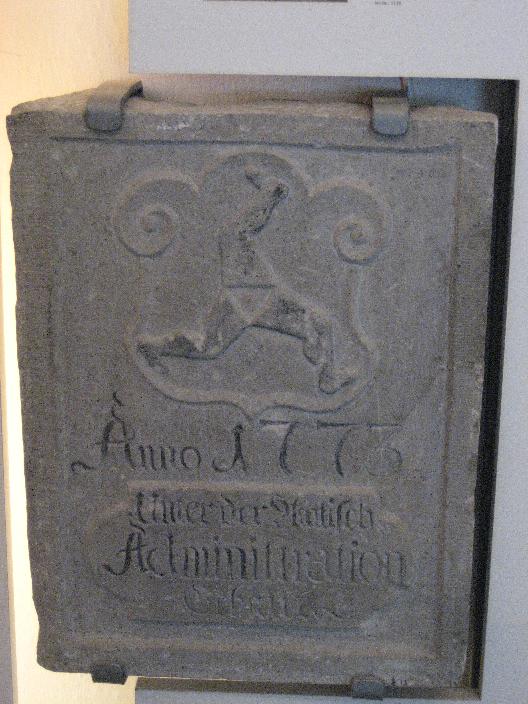 Anno 1773
Unter der
Administration